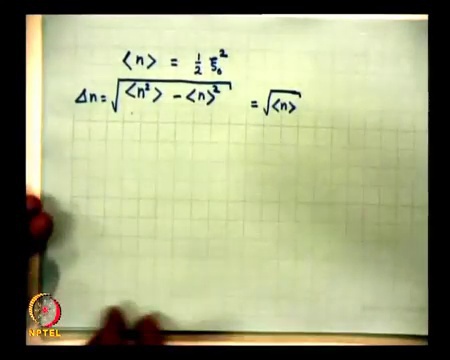 ⟨n⟩ = 1/2 ξ₀²
Δn = √(⟨n²⟩ − ⟨n⟩²) = √⟨n⟩
NPTEL